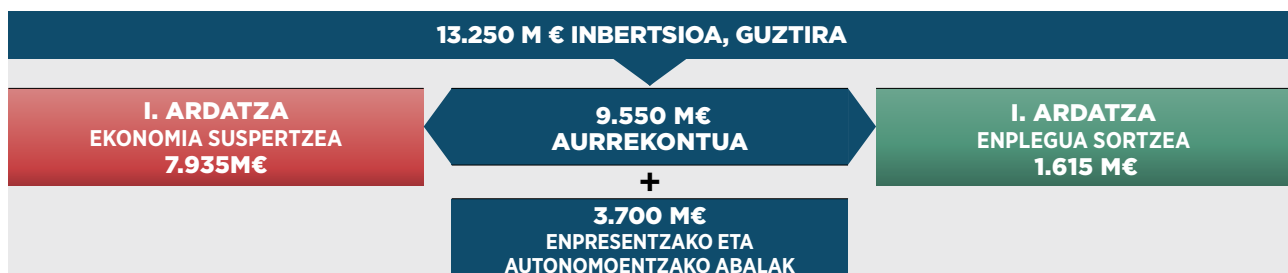 13.250 M € INBERTSIOA, GUZTIRA
I. ARDATZA
EKONOMIA SUSPERTZEA
7.935M€
9.550 M€
AURREKONTUA
I. ARDATZA
ENPLEGUA SORTZEA
1.615 M€
+
3.700 M€
ENPRESENTZAKO ETA
AUTONOMOENTZAKO ABALAK